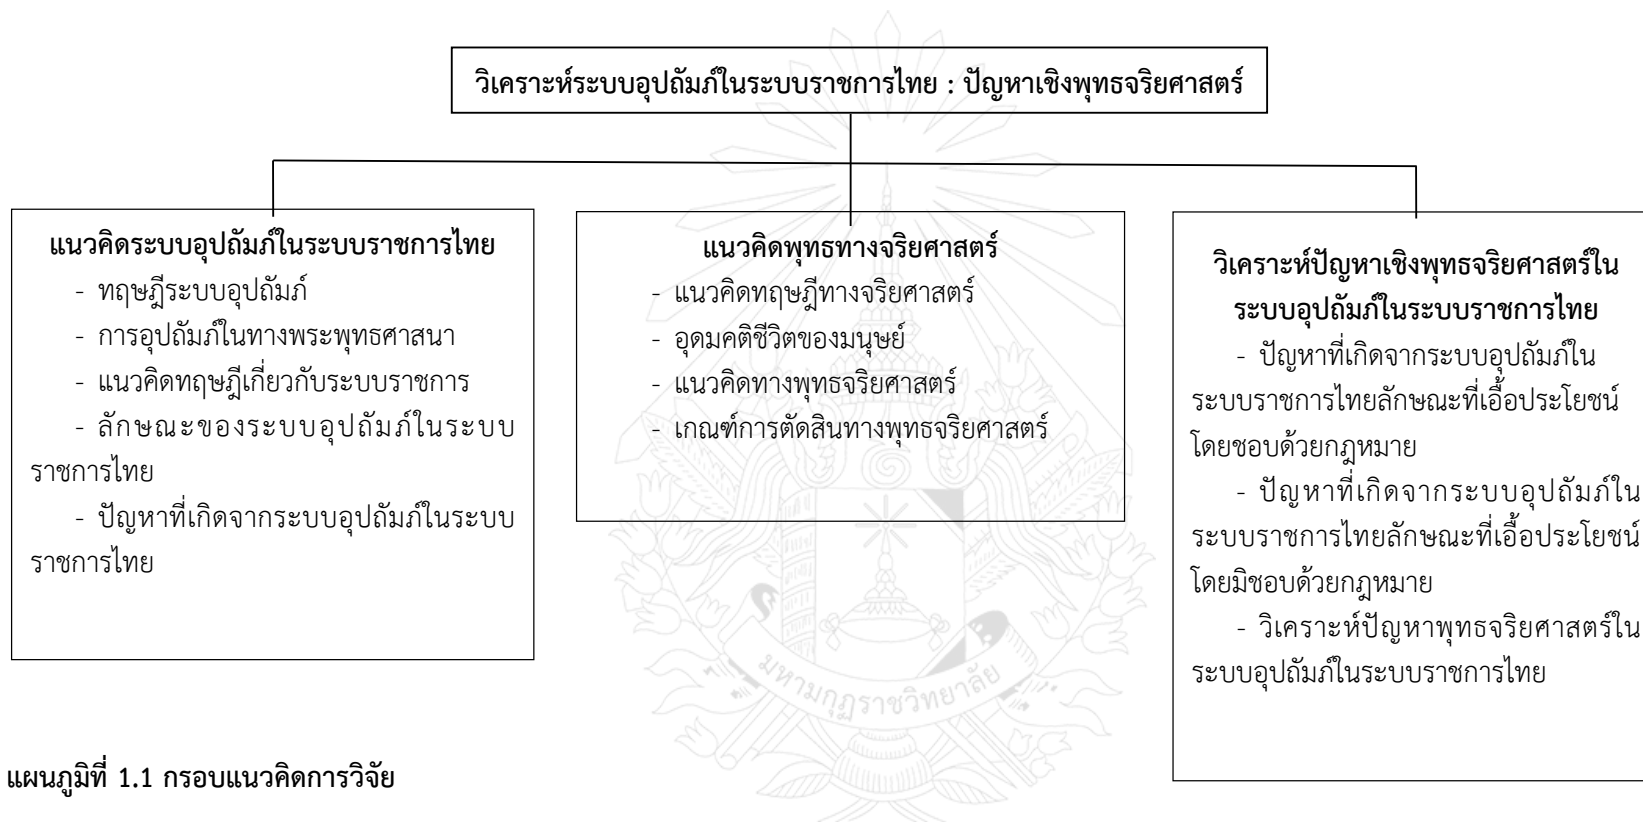 วิเคราะห์ระบบอุปถัมภ์ในระบบราชการไทย : ปัญหาเชิงพุทธจริยศาสตร์
แนวคิดระบบอุปถัมภ์ในระบบราชการไทย
- ทฤษฎีระบบอุปถัมภ์
- การอุปถัมภ์ในทางพระพุทธศาสนา
- แนวคิดทฤษฎีเกี่ยวกับระบบราชการ
- ลักษณะของระบบอุปถัมภ์ในระบบ
ราชการไทย
- ปัญหาที่เกิดจากระบบอุปถัมภ์ในระบบ
ราชการไทย
แนวคิดพุทธทางจริยศาสตร์
- แนวคิดทฤษฎีทางจริยศาสตร์
- อุดมคติชีวิตของมนุษย์
- แนวคิดทางพุทธจริยศาสตร์
- เกณฑ์การตัดสินทางพุทธจริยศาสตร์
วิเคราะห์ปัญหาเชิงพุทธจริยศาสตร์ใน
ระบบอุปถัมภ์ในระบบราชการไทย
- ปัญหาที่เกิดจากระบบอุปถัมภ์ใน
ระบบราชการไทยลักษณะที่เอื้อประโยชน์
โดยชอบด้วยกฎหมาย
- ปัญหาที่เกิดจากระบบอุปถัมภ์ใน
ระบบราชการไทยลักษณะที่เอื้อประโยชน์
โดยมิชอบด้วยกฎหมาย
- วิเคราะห์ปัญหาพุทธจริยศาสตร์ใน
ระบบอุปถัมภ์ในระบบราชการไทย
มหามกุฏราชวิทยาลัย
แผนภูมิที่ 1.1 กรอบแนวคิดการวิจัย